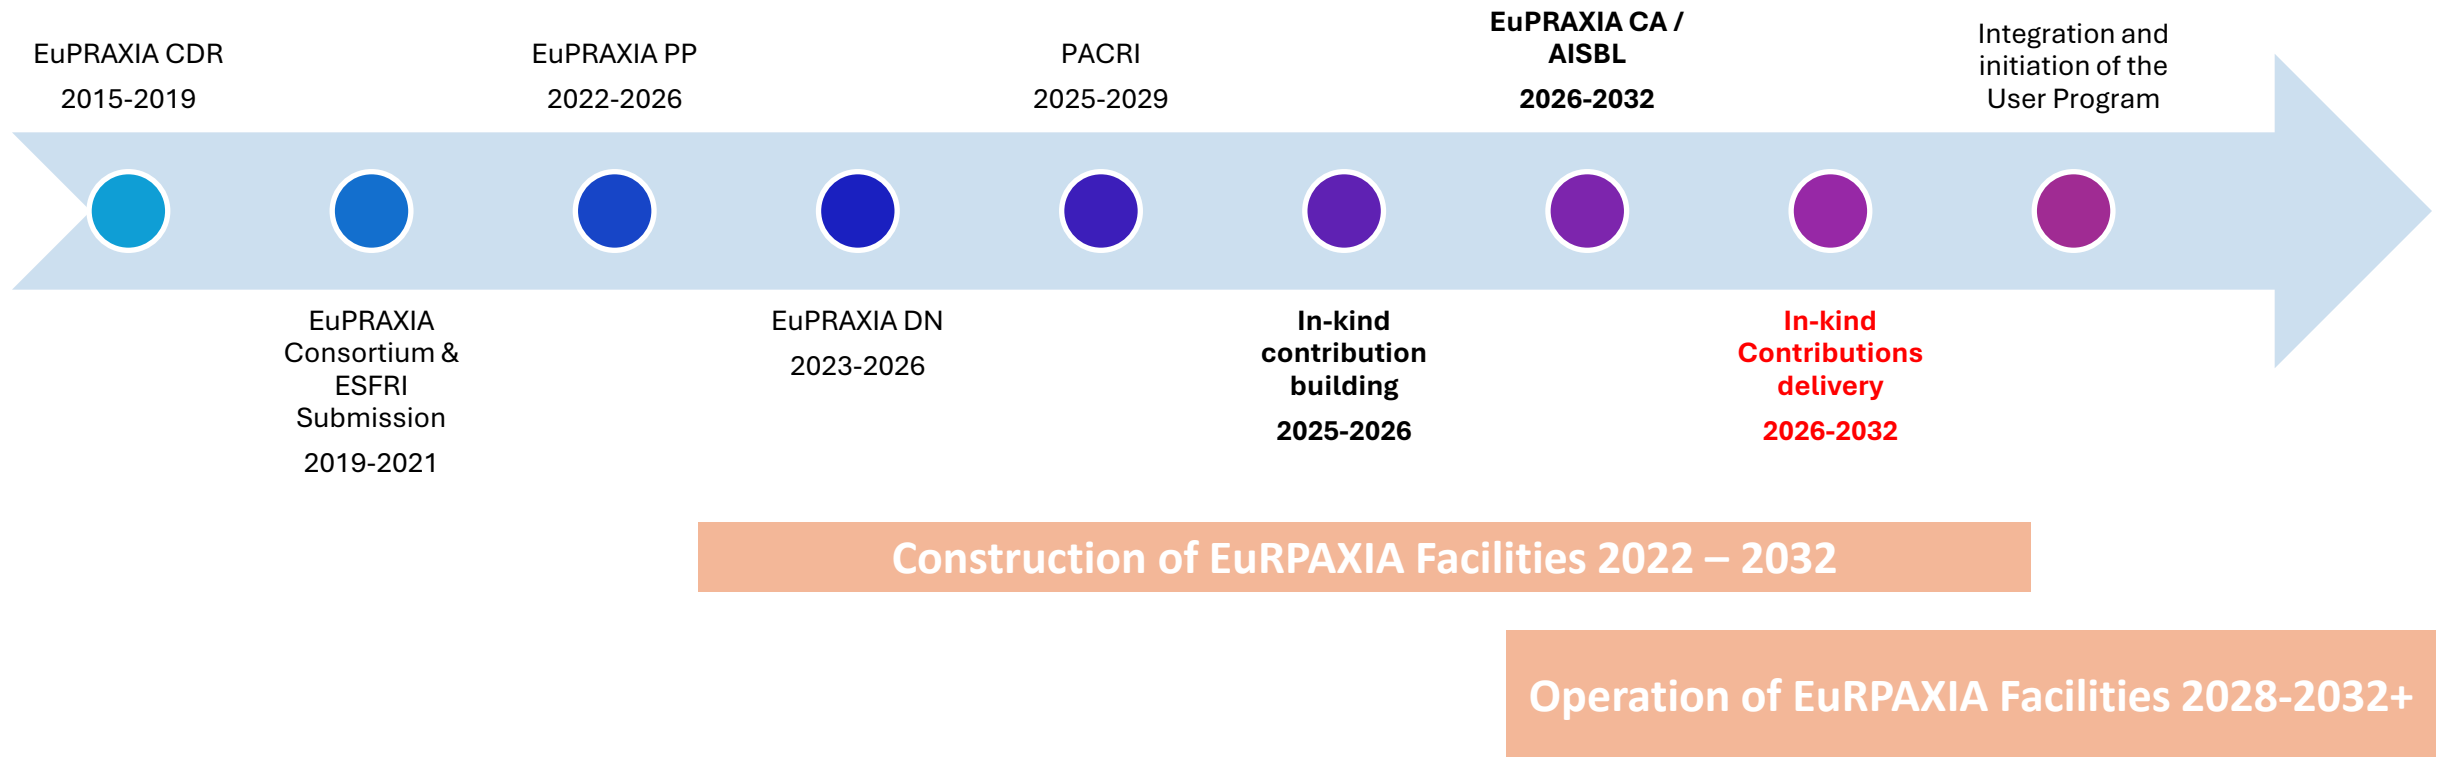 EuPRAXIA CDR
2015-2019
EuPRAXIA
Consortium &
ESFRI
Submission
2019-2021
EuPRAXIA PP
2022-2026
EuPRAXIA DN
2023-2026
PACRI
2025-2029
In-kind
contribution
building
2025-2026
EuPRAXIA CA /
AISBL
2026-2032
In-kind
Contributions
delivery
2026-2032
Integration and
initiation of the
User Program
Construction of EuRPAXIA Facilities 2022 – 2032
Operation of EuRPAXIA Facilities 2028-2032+